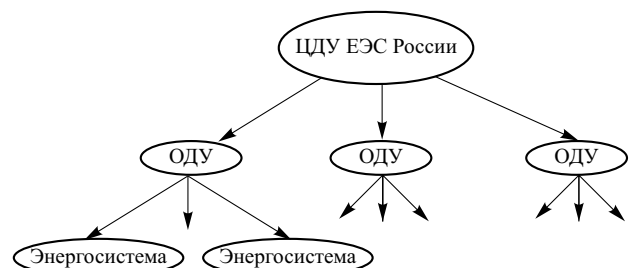 ЦДУ ЕЭС России
ОДУ
ОДУ
ОДУ
Энергосистема
Энергосистема